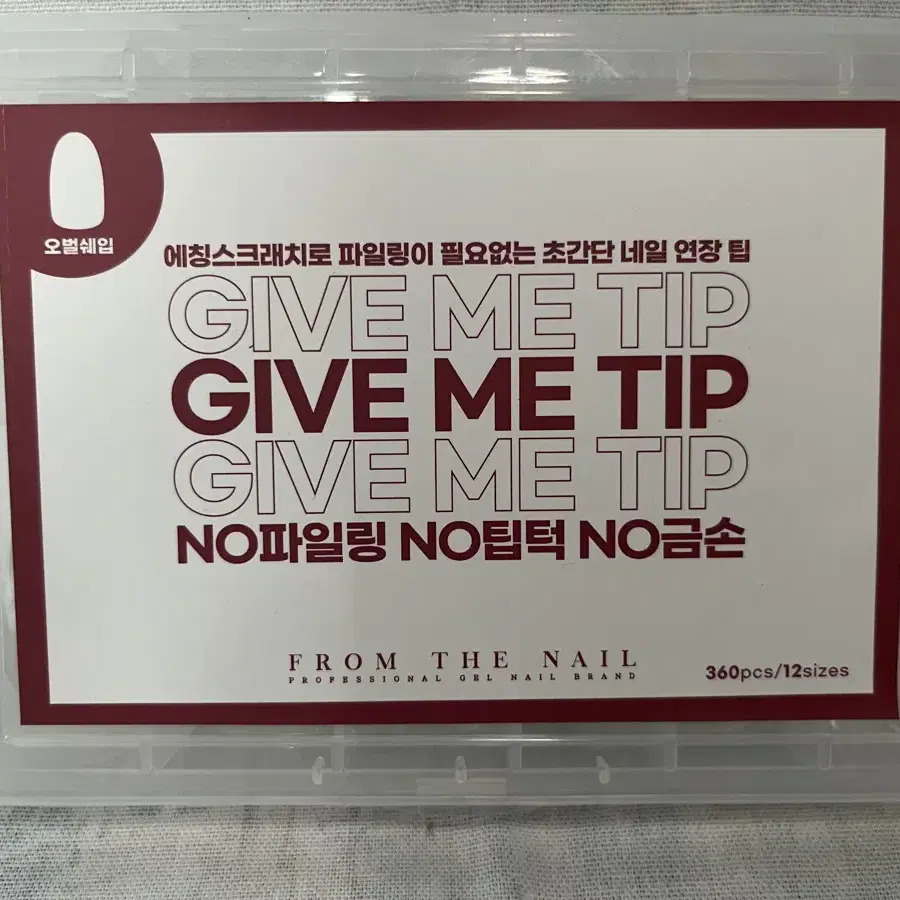 오벌쉐입
에칭스크래치로 파일링이 필요없는 초간단 네일 연장 팁
GIVE ME TIP
GIVE ME TIP
GIVE ME TIP
NO파일링 NO팁턱 NO금손
FROM THE NAIL
PROFESSIONAL GEL NAIL BRAND
360pcs/12sizes